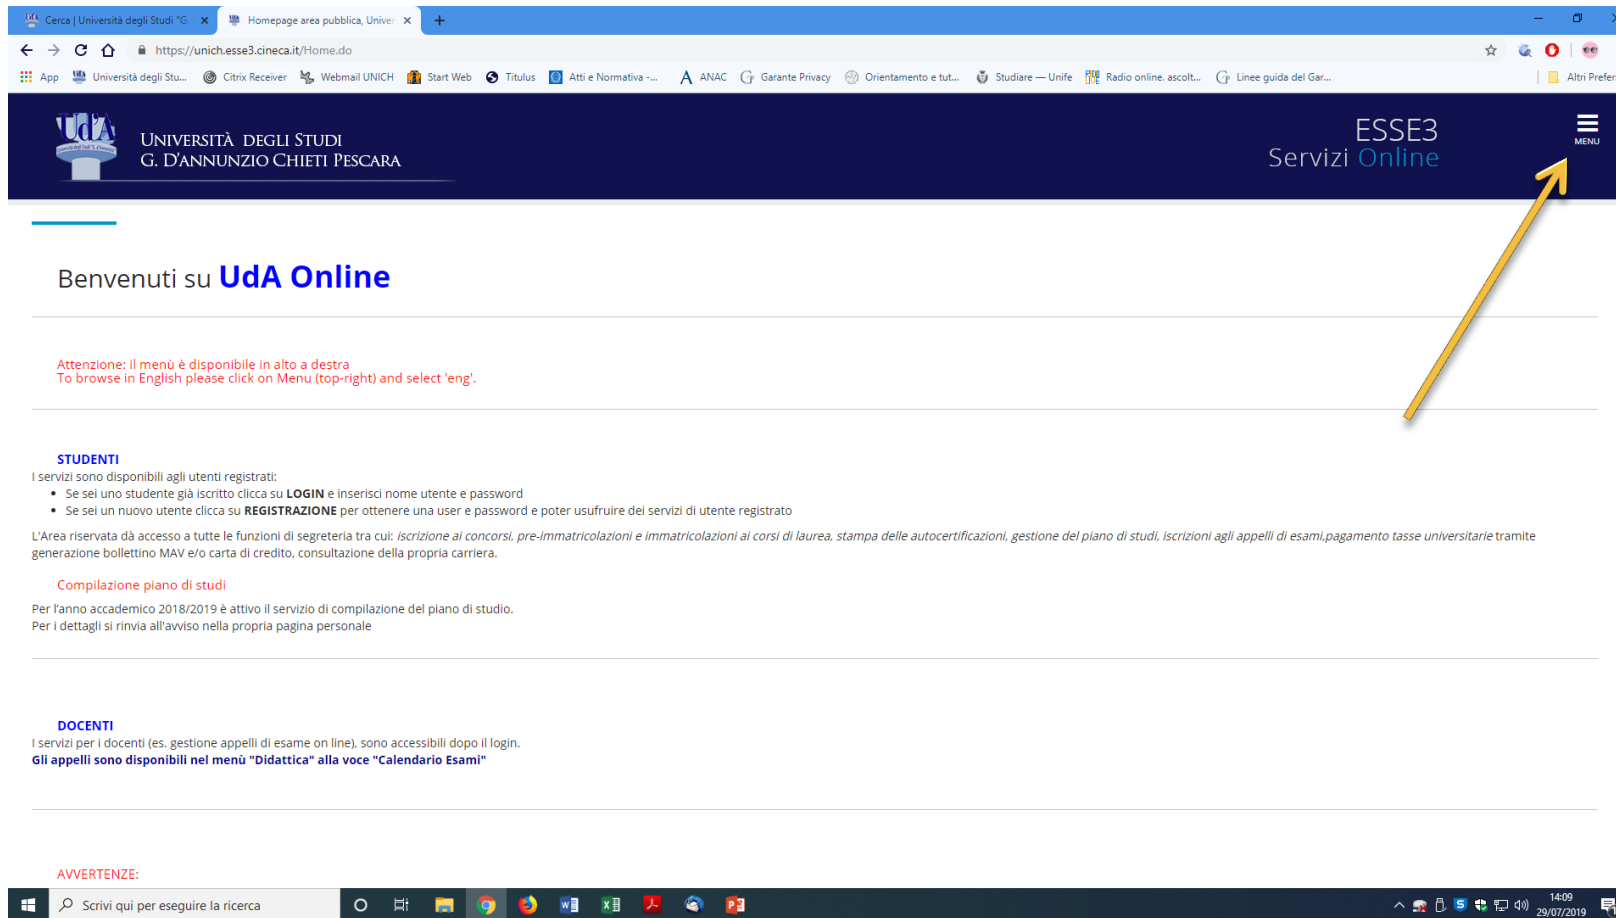 Cerca | Università degli Studi "G.
Homepage area pubblica, Univer
https://unich.esse3.cineca.it/Home.do
App
Università degli Stu...
Citrix Receiver
Webmail UNICH
Start Web
Titulus
Atti e Normativa -...
ANAC
Garante Privacy
Orientamento e tut...
Studiare — Unife
Radio online. ascolt...
Linee guida del Gar...
Altri Prefer
UdA
Università degli Studi
G. D'Annunzio Chieti Pescara
ESSE3
Servizi Online
MENU
Benvenuti su UdA Online
Attenzione: il menù è disponibile in alto a destra
To browse in English please click on Menu (top-right) and select 'eng'.
STUDENTI
I servizi sono disponibili agli utenti registrati:
• Se sei uno studente già iscritto clicca su LOGIN e inserisci nome utente e password
• Se sei un nuovo utente clicca su REGISTRAZIONE per ottenere una user e password e poter usufruire dei servizi di utente registrato
L'Area riservata dà accesso a tutte le funzioni di segreteria tra cui: iscrizione ai concorsi, pre-immatricolazioni e immatricolazioni ai corsi di laurea, stampa delle autocertificazioni, gestione del piano di studi, iscrizioni agli appelli di esami,pagamento tasse universitarie tramite
generazione bollettino MAV e/o carta di credito, consultazione della propria carriera.
Compilazione piano di studi
Per l'anno accademico 2018/2019 è attivo il servizio di compilazione del piano di studio.
Per i dettagli si rinvia all'avviso nella propria pagina personale
DOCENTI
I servizi per i docenti (es. gestione appelli di esame on line), sono accessibili dopo il login.
Gli appelli sono disponibili nel menù "Didattica" alla voce "Calendario Esami"
AVVERTENZE:
Scrivi qui per eseguire la ricerca
14:09
29/07/2019